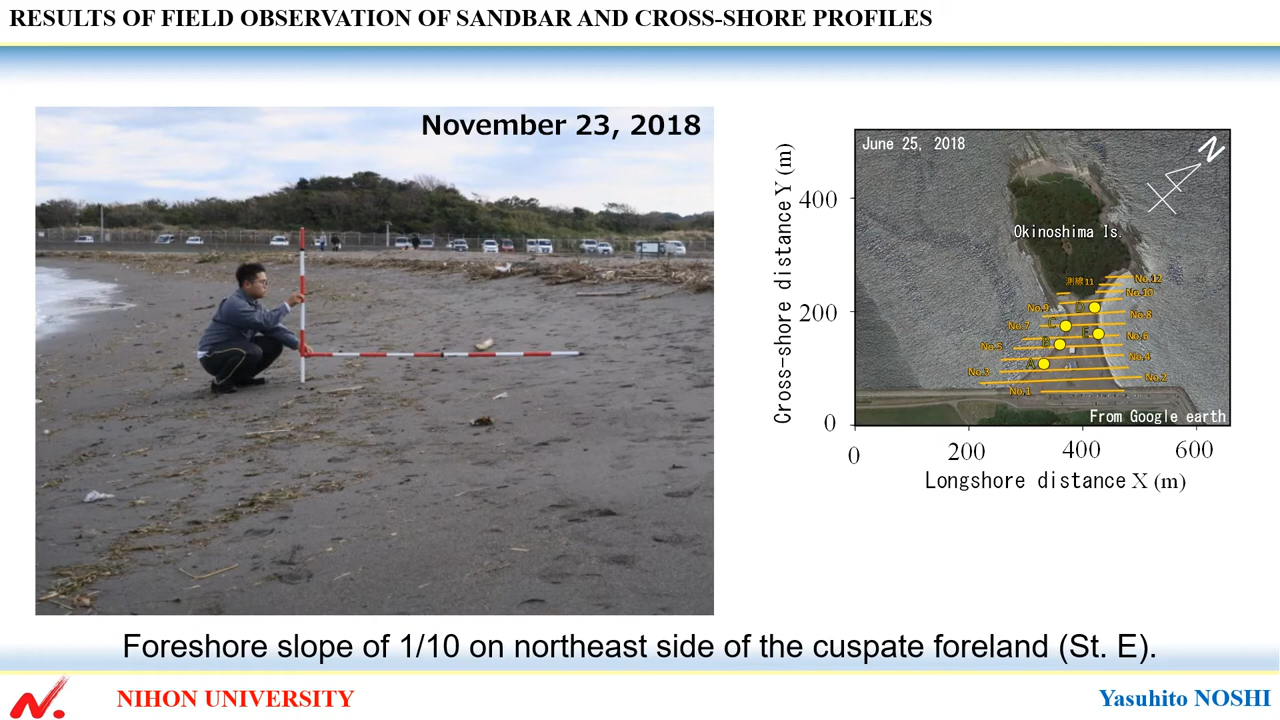 RESULTS OF FIELD OBSERVATION OF SANDBAR AND CROSS-SHORE PROFILES
November 23, 2018
June 25, 2018
N
Okinoshima Is.
測線11
No.12
No.10
No.9
No.8
No.7
No.6
No.5
No.4
No.3
No.2
No.1
D
C
E
B
A
From Google earth
Cross-shore distance Y (m)
400
200
0
0
200
400
600
Longshore distance X (m)
Foreshore slope of 1/10 on northeast side of the cuspate foreland (St. E).
NIHON UNIVERSITY
Yasuhito NOSHI